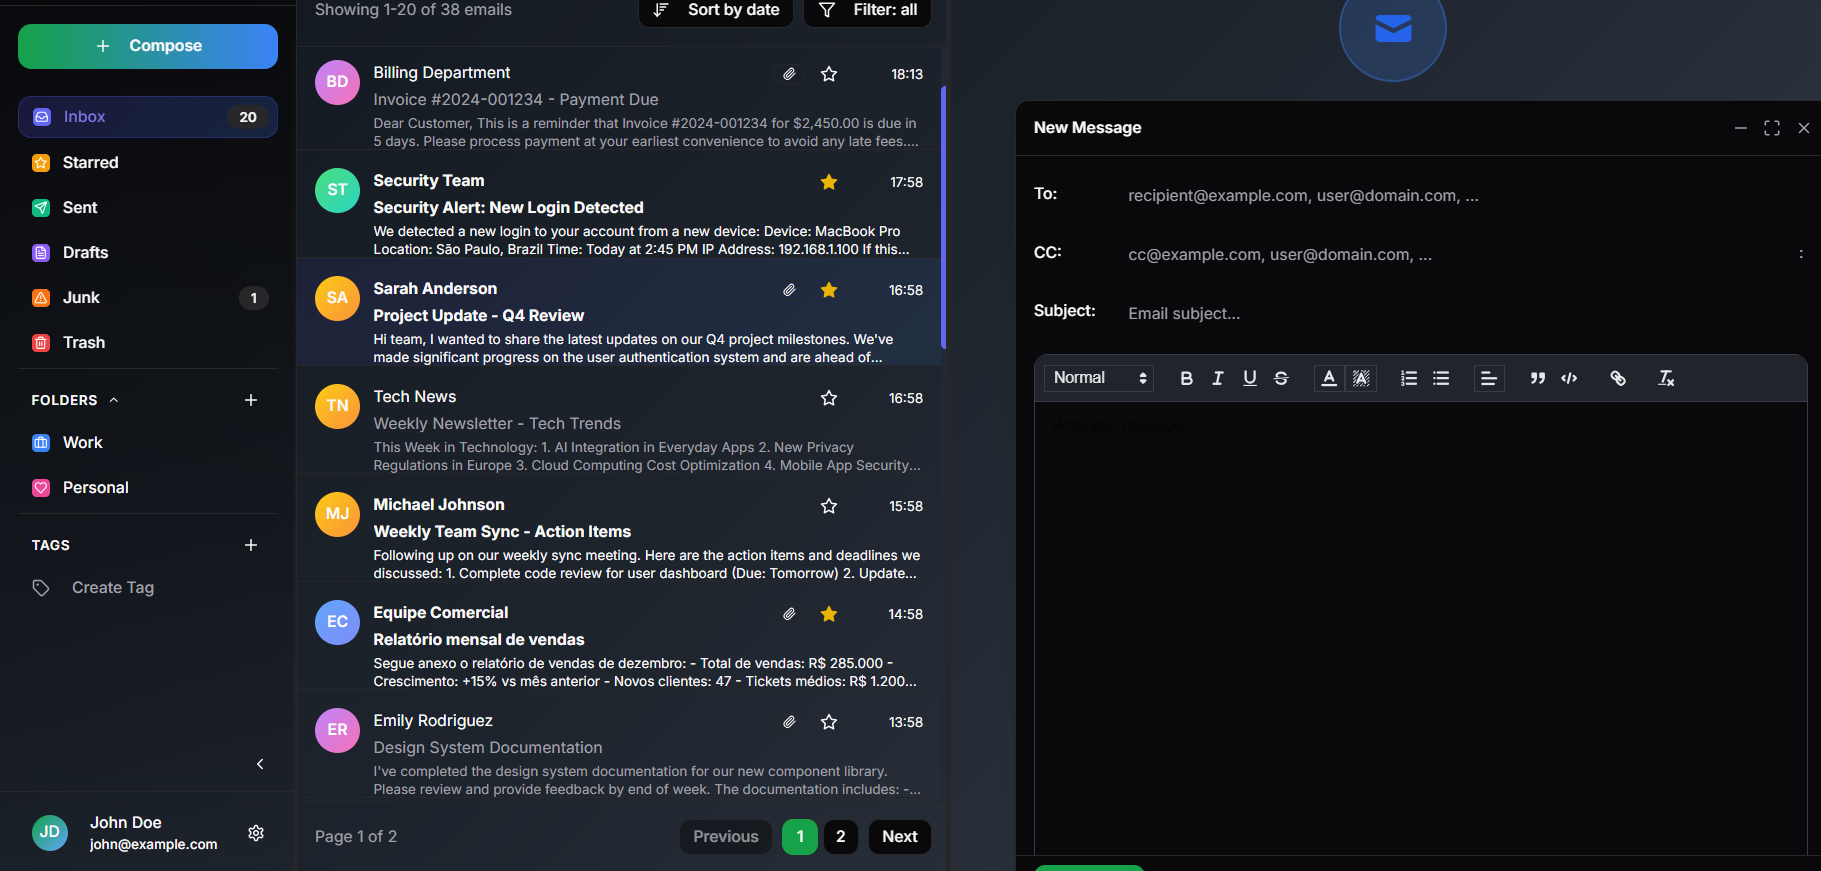 Compose
Inbox 20
Starred
Sent
Drafts
Junk 1
Trash
FOLDERS
Work
Personal
TAGS
Create Tag
JD
John Doe
john@example.com
Showing 1-20 of 38 emails
Sort by date
Filter: all
BD
Billing Department 18:13
Invoice #2024-001234 - Payment Due
Dear Customer, This is a reminder that Invoice #2024-001234 for $2,450.00 is due in
5 days. Please process payment at your earliest convenience to avoid any late fees....
ST
Security Team 17:58
Security Alert: New Login Detected
We detected a new login to your account from a new device: Device: MacBook Pro
Location: São Paulo, Brazil Time: Today at 2:45 PM IP Address: 192.168.1.100 If this...
SA
Sarah Anderson 16:58
Project Update - Q4 Review
Hi team, I wanted to share the latest updates on our Q4 project milestones. We've
made significant progress on the user authentication system and are ahead of...
TN
Tech News 16:58
Weekly Newsletter - Tech Trends
This Week in Technology: 1. AI Integration in Everyday Apps 2. New Privacy
Regulations in Europe 3. Cloud Computing Cost Optimization 4. Mobile App Security...
MJ
Michael Johnson 15:58
Weekly Team Sync - Action Items
Following up on our weekly sync meeting. Here are the action items and deadlines we
discussed: 1. Complete code review for user dashboard (Due: Tomorrow) 2. Update...
EC
Equipe Comercial 14:58
Relatório mensal de vendas
Segue anexo o relatório de vendas de dezembro: - Total de vendas: R$ 285.000 -
Crescimento: +15% vs mês anterior - Novos clientes: 47 - Tickets médios: R$ 1.200...
ER
Emily Rodriguez 13:58
Design System Documentation
I've completed the design system documentation for our new component library.
Please review and provide feedback by end of week. The documentation includes: -...
Page 1 of 2
Previous 1 2 Next
New Message
To: recipient@example.com, user@domain.com, ...
CC: cc@example.com, user@domain.com, ...
Subject: Email subject...
Normal
Write your message...